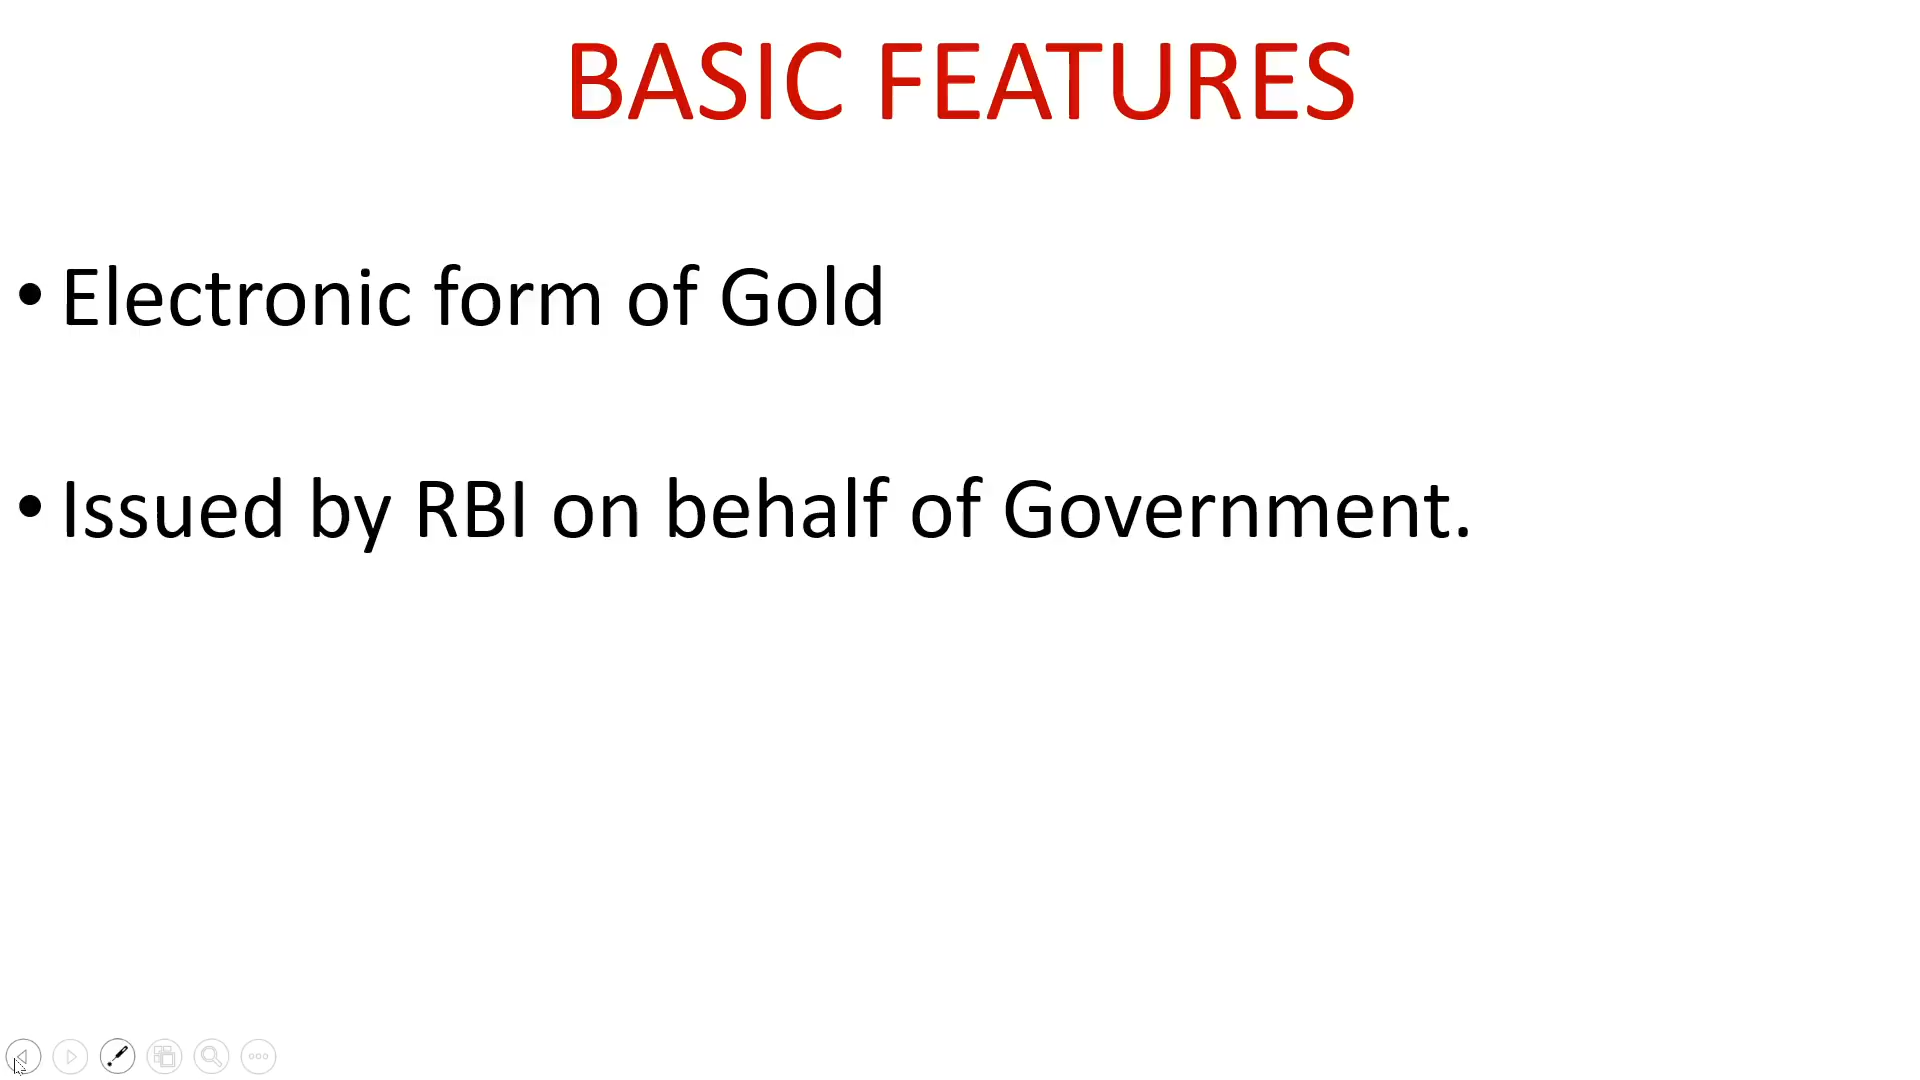 BASIC FEATURES
• Electronic form of Gold
• Issued by RBI on behalf of Government.